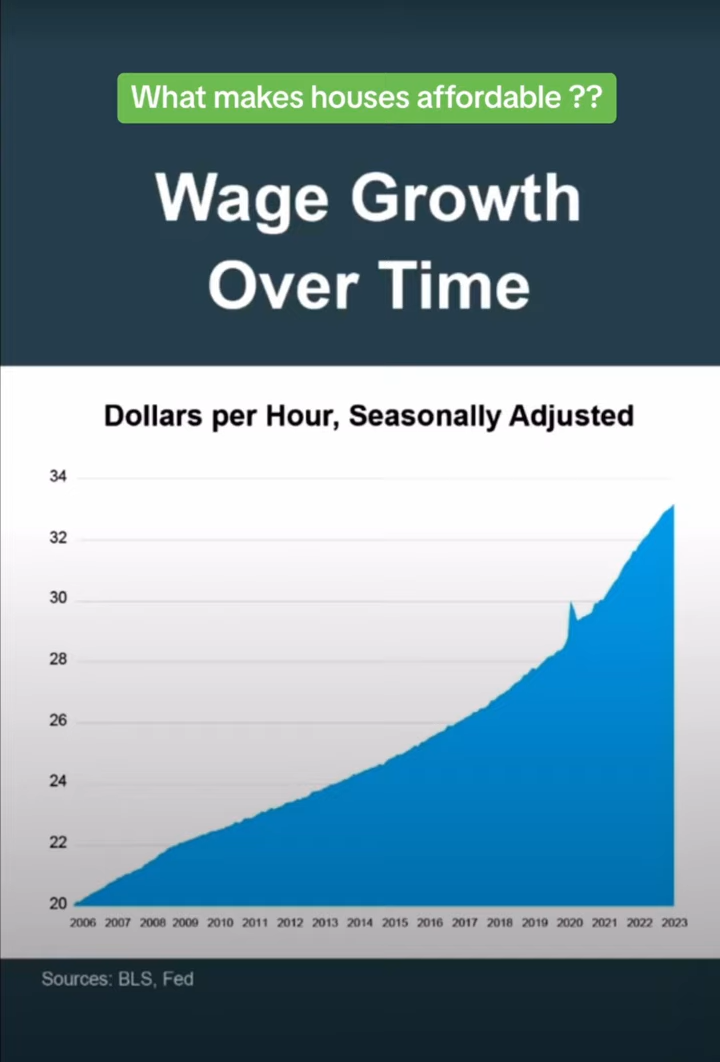 What makes houses affordable ??
Wage Growth
Over Time
Dollars per Hour, Seasonally Adjusted
34
32
30
28
26
24
22
20
2006 2007 2008 2009 2010 2011 2012 2013 2014 2015 2016 2017 2018 2019 2020 2021 2022 2023
Sources: BLS, Fed